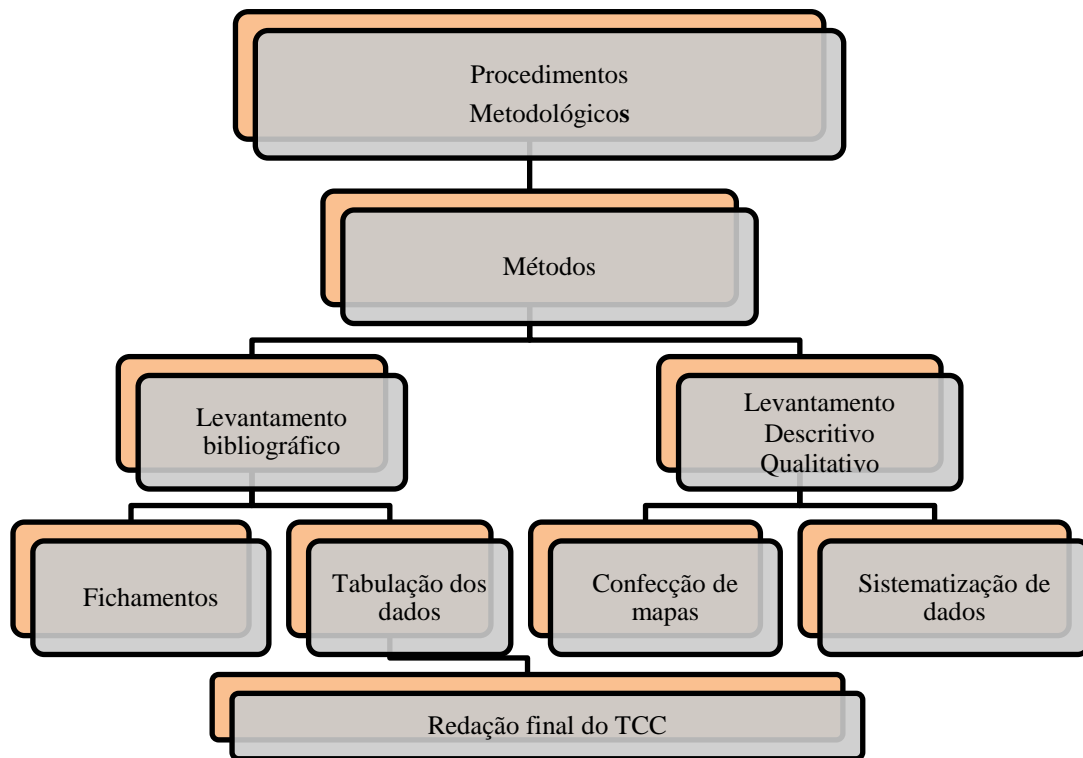 Procedimentos
Metodológicos
Métodos
Levantamento
bibliográfico
Levantamento
Descritivo
Qualitativo
Fichamentos
Tabulação dos
dados
Confecção de
mapas
Sistematização de
dados
Redação final do TCC